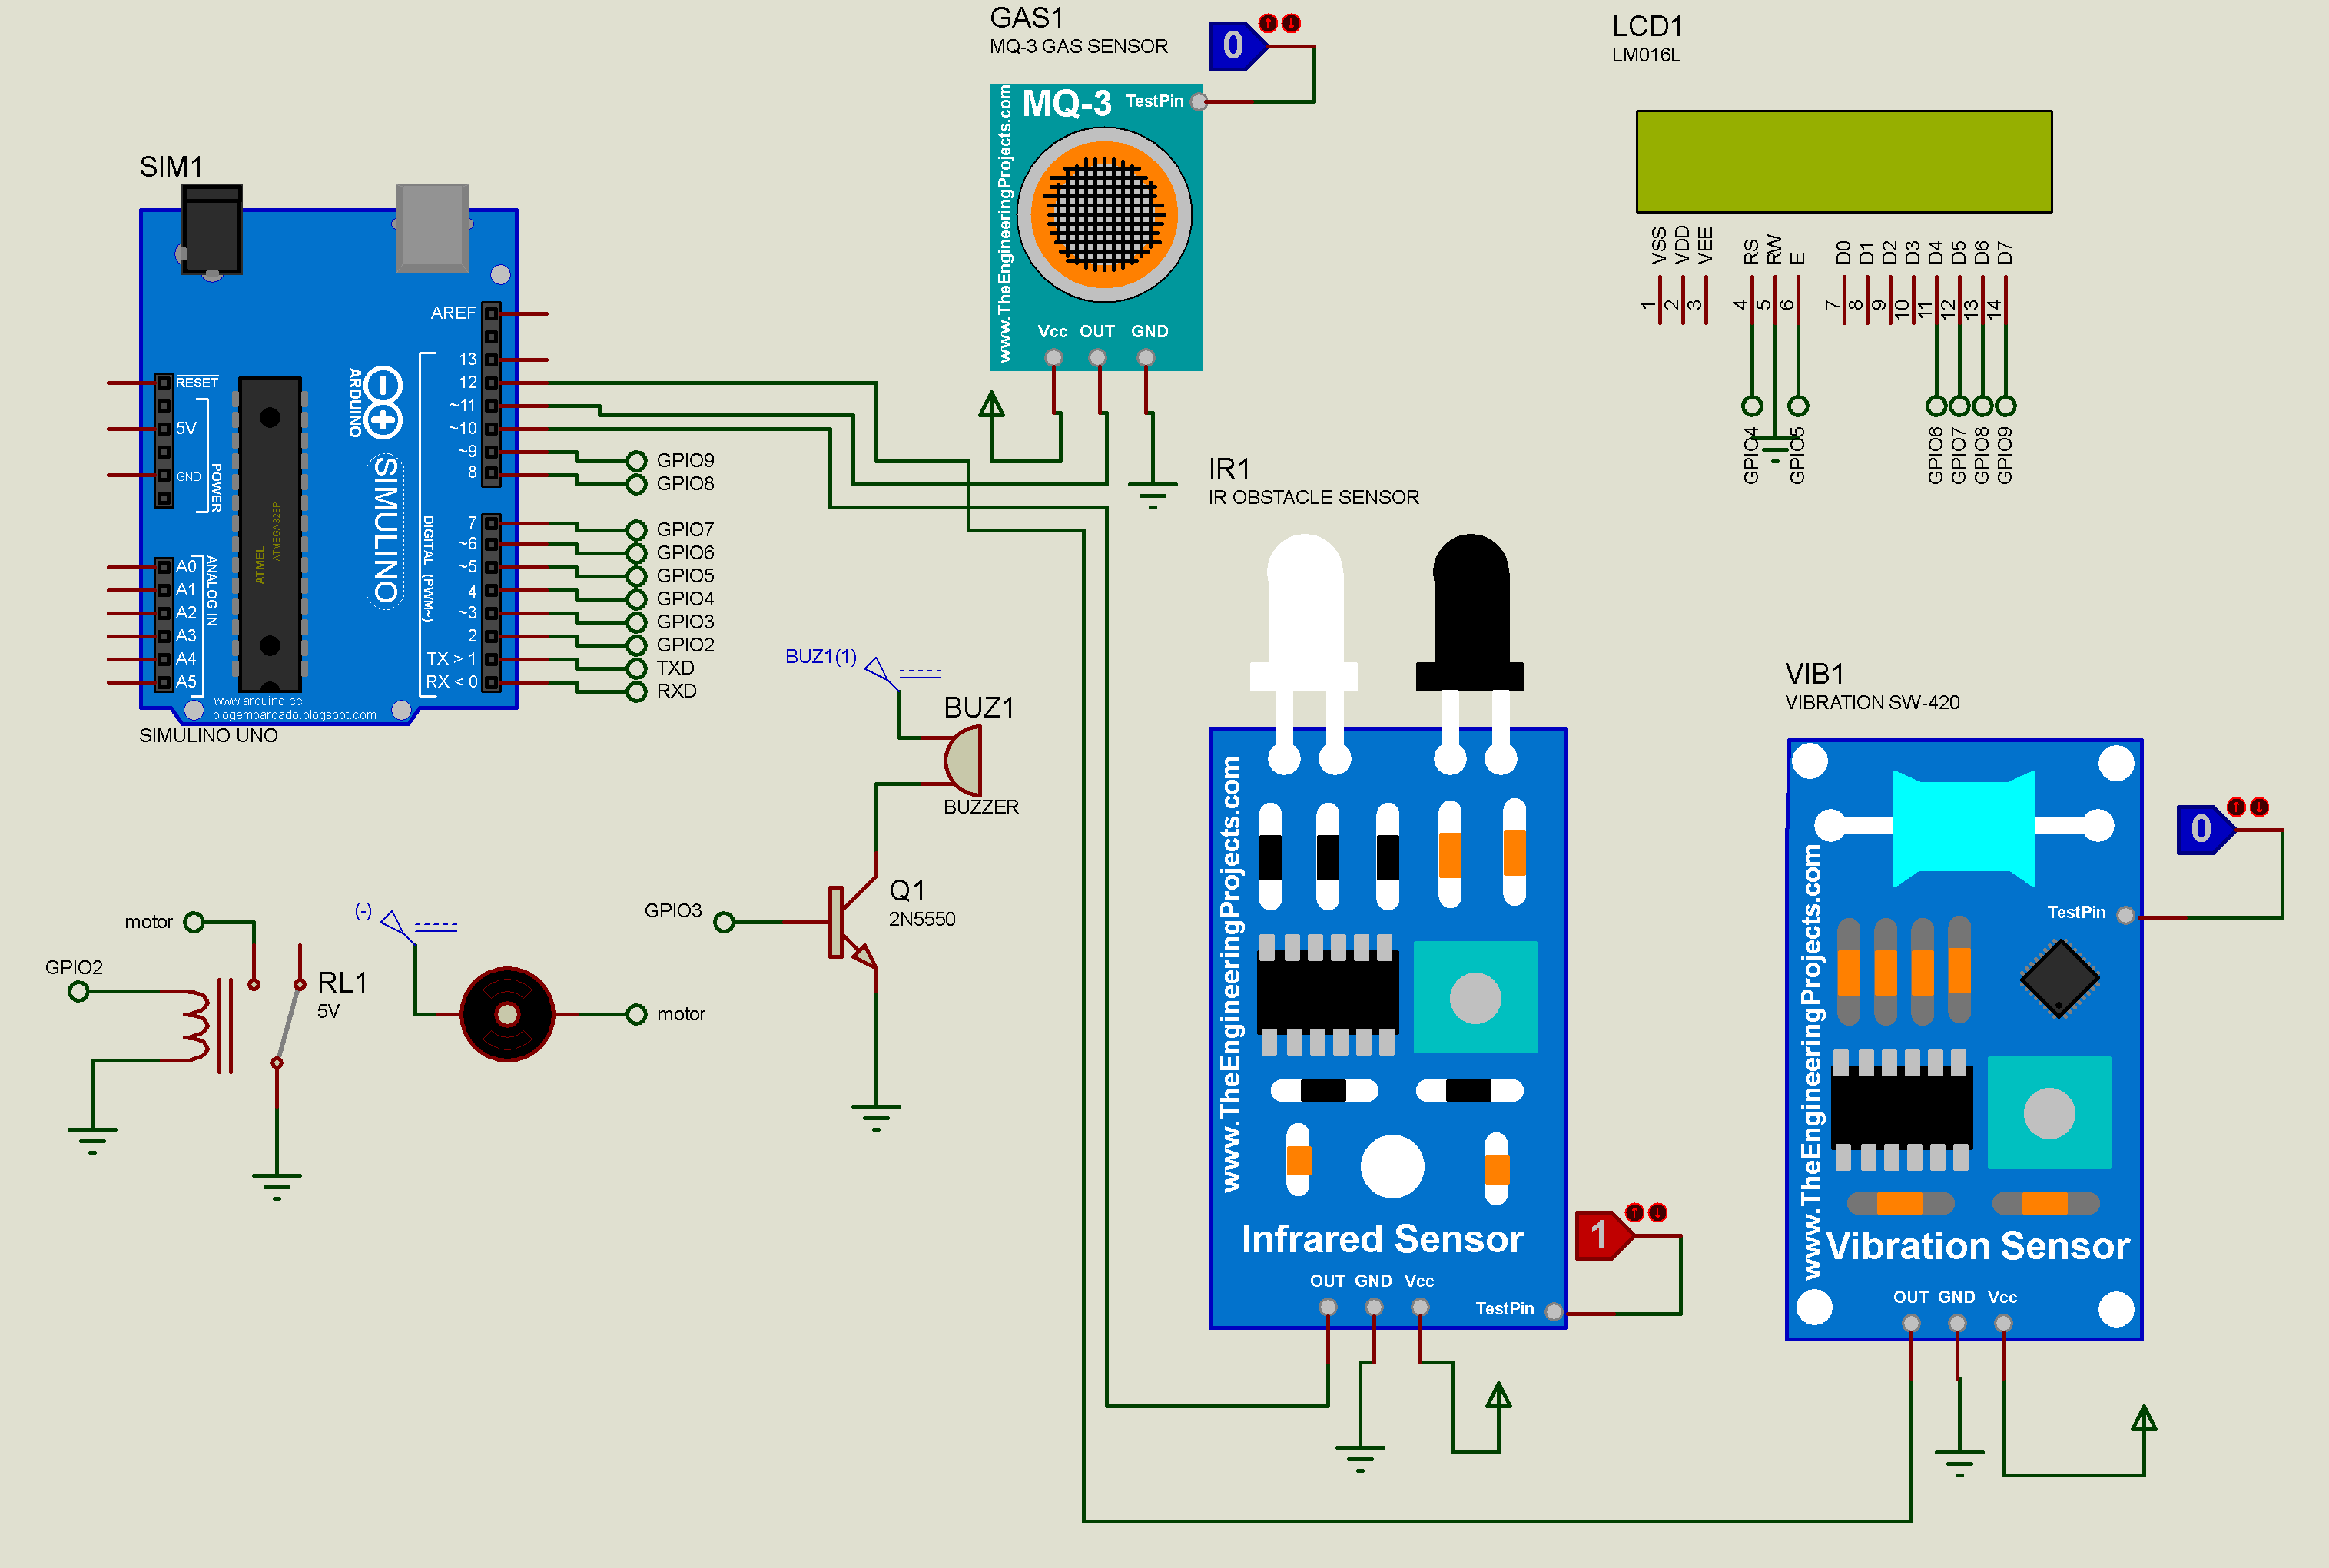 GAS1
MQ-3 GAS SENSOR
0
MQ-3
TestPin
www.TheEngineeringProjects.com
Vcc OUT GND
LCD1
LM016L
VSS
VDD
VEE
RS
RW
E
D0
D1
D2
D3
D4
D5
D6
D7
1
2
3
4
5
6
7
8
9
10
11
12
13
14
GPIO4
GPIO5
GPIO6
GPIO7
GPIO8
GPIO9
SIM1
AREF
13
12
~11
~10
~9
8
7
~6
~5
4
~3
2
TX > 1
RX < 0
RESET
5V
GND
POWER
A0
A1
A2
A3
A4
A5
ANALOG IN
ATMEL
ATMEGA328P
ARDUINO
SIMULINO
DIGITAL (PWM~)
www.arduino.cc
blogembarcado.blogspot.com
SIMULINO UNO
GPIO9
GPIO8
GPIO7
GPIO6
GPIO5
GPIO4
GPIO3
GPIO2
TXD
RXD
BUZ1(1)
BUZ1
BUZZER
GPIO3
Q1
2N5550
motor
GPIO2
RL1
5V
(-)
motor
IR1
IR OBSTACLE SENSOR
www.TheEngineeringProjects.com
Infrared Sensor
OUT GND Vcc
TestPin
1
VIB1
VIBRATION SW-420
0
TestPin
www.TheEngineeringProjects.com
Vibration Sensor
OUT GND Vcc